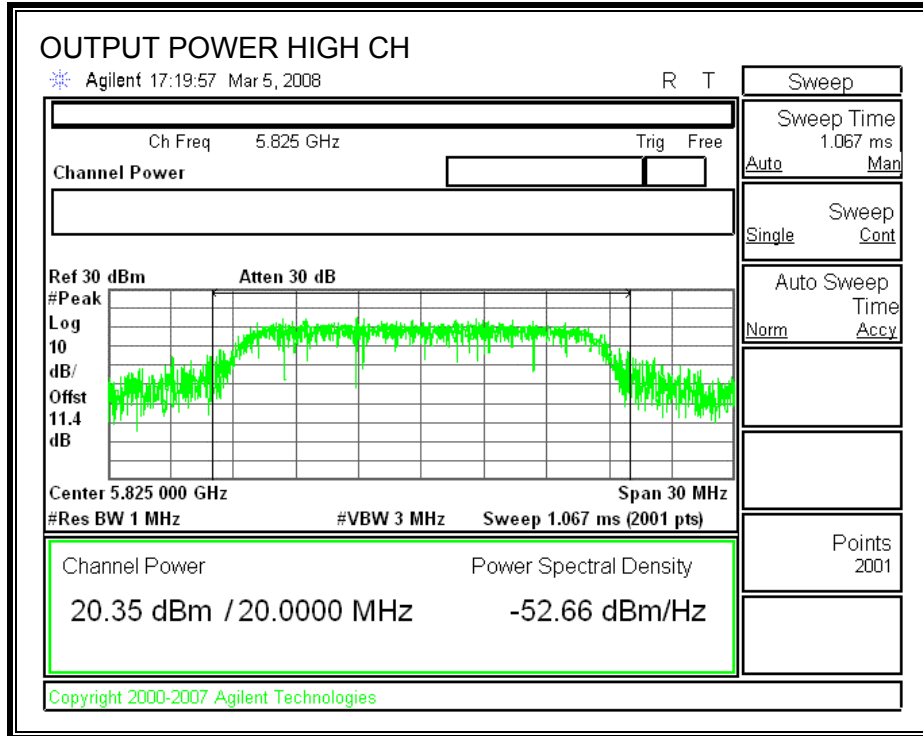 OUTPUT POWER HIGH CH
Agilent 17:19:57 Mar 5, 2008 R T
Ch Freq 5.825 GHz Trig Free
Channel Power
Ref 30 dBm Atten 30 dB
#Peak
Log
10
dB/
Offst
11.4
dB
Center 5.825 000 GHz Span 30 MHz
#Res BW 1 MHz #VBW 3 MHz Sweep 1.067 ms (2001 pts)
Channel Power Power Spectral Density
20.35 dBm / 20.0000 MHz -52.66 dBm/Hz
Copyright 2000-2007 Agilent Technologies
Sweep
Sweep Time
1.067 ms
Auto Man
Sweep
Single Cont
Auto Sweep
Time
Norm Accy
Points
2001